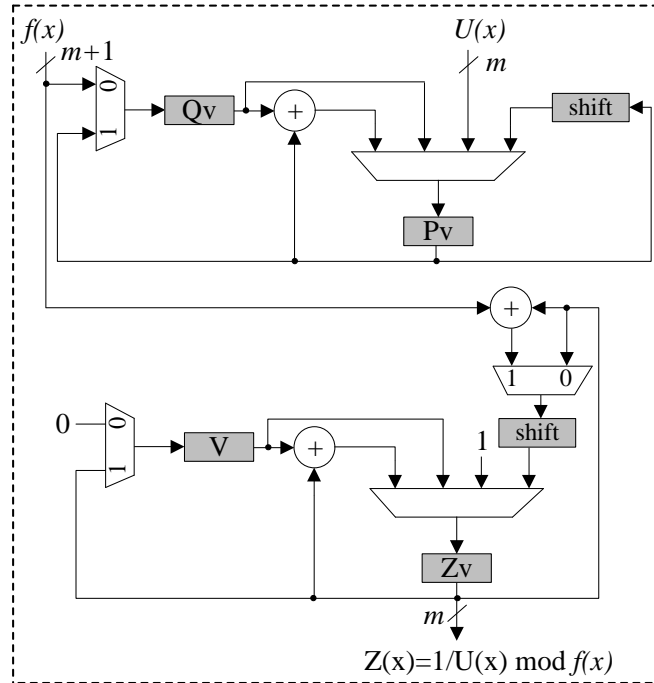 f(x) U(x)
m+1 m
0
1
Qv + shift
Pv
+
1 0
0 0
1
V + 1 shift
Zv
m
Z(x)=1/U(x) mod f(x)